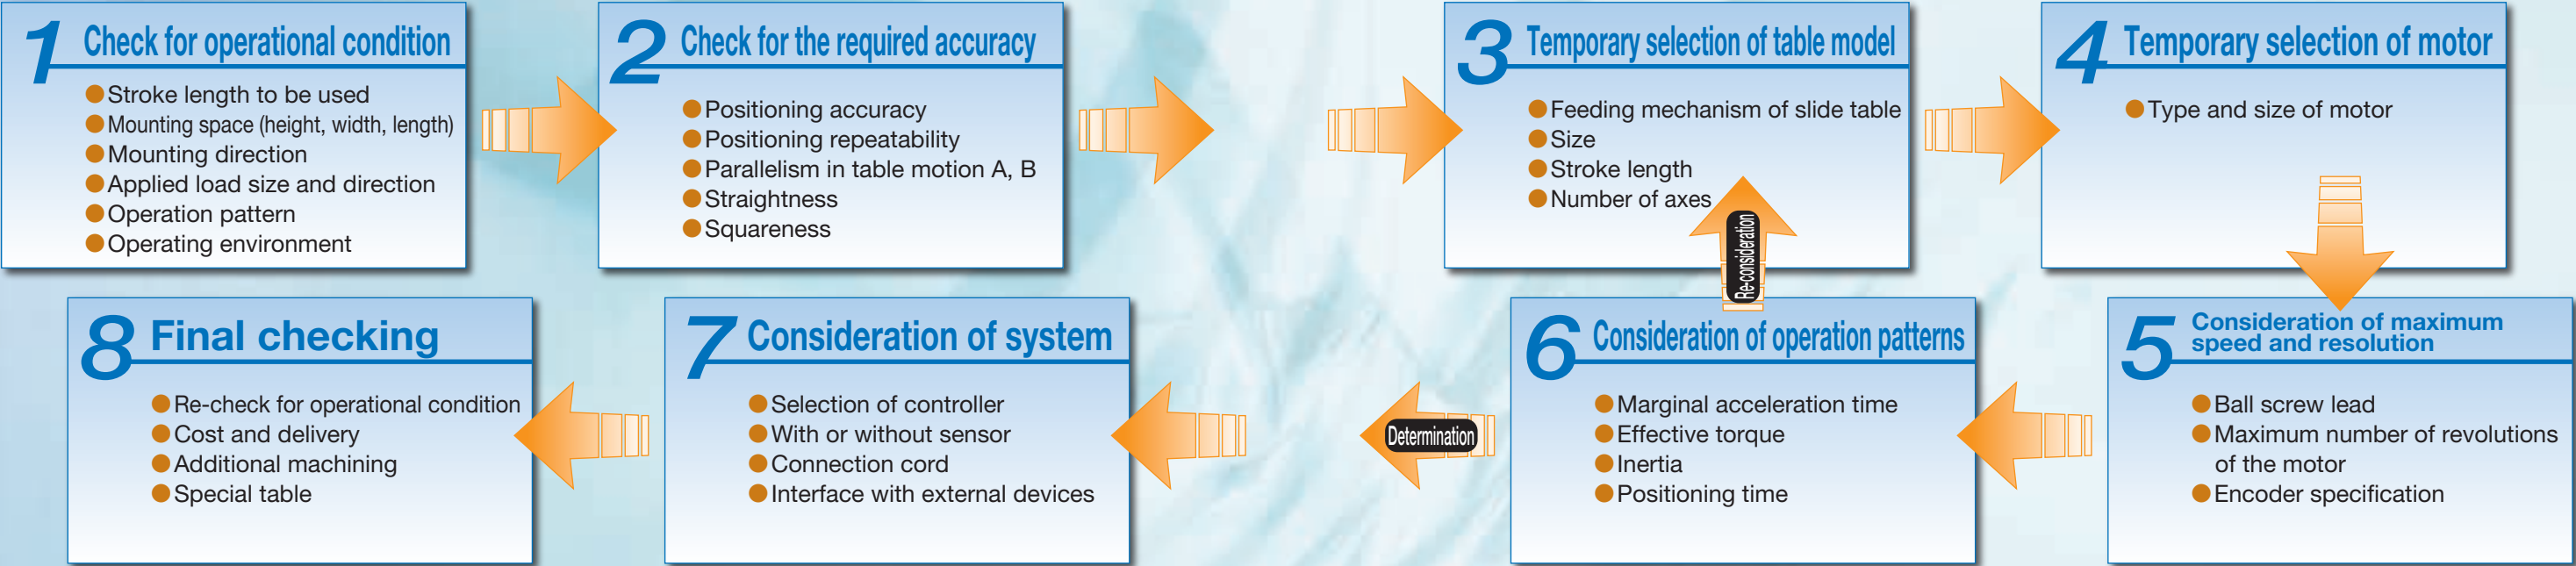 1 Check for operational condition
●Stroke length to be used
●Mounting space (height, width, length)
●Mounting direction
●Applied load size and direction
●Operation pattern
●Operating environment
2 Check for the required accuracy
●Positioning accuracy
●Positioning repeatability
●Parallelism in table motion A, B
●Straightness
●Squareness
3 Temporary selection of table model
●Feeding mechanism of slide table
●Size
●Stroke length
●Number of axes
Re-consideration
4 Temporary selection of motor
●Type and size of motor
5 Consideration of maximum
speed and resolution
●Ball screw lead
●Maximum number of revolutions
of the motor
●Encoder specification
6 Consideration of operation patterns
●Marginal acceleration time
●Effective torque
●Inertia
●Positioning time
Determination
7 Consideration of system
●Selection of controller
●With or without sensor
●Connection cord
●Interface with external devices
8 Final checking
●Re-check for operational condition
●Cost and delivery
●Additional machining
●Special table